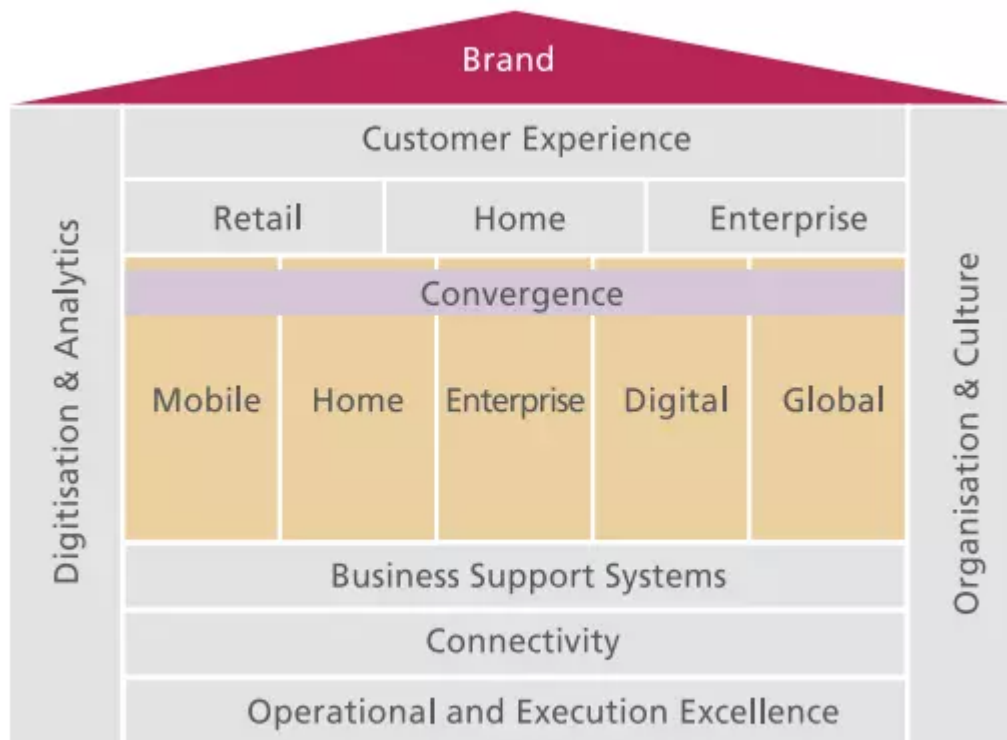 Brand
Customer Experience
Retail
Home
Enterprise
Convergence
Mobile
Home
Enterprise
Digital
Global
Business Support Systems
Connectivity
Operational and Execution Excellence
Digitisation & Analytics
Organisation & Culture